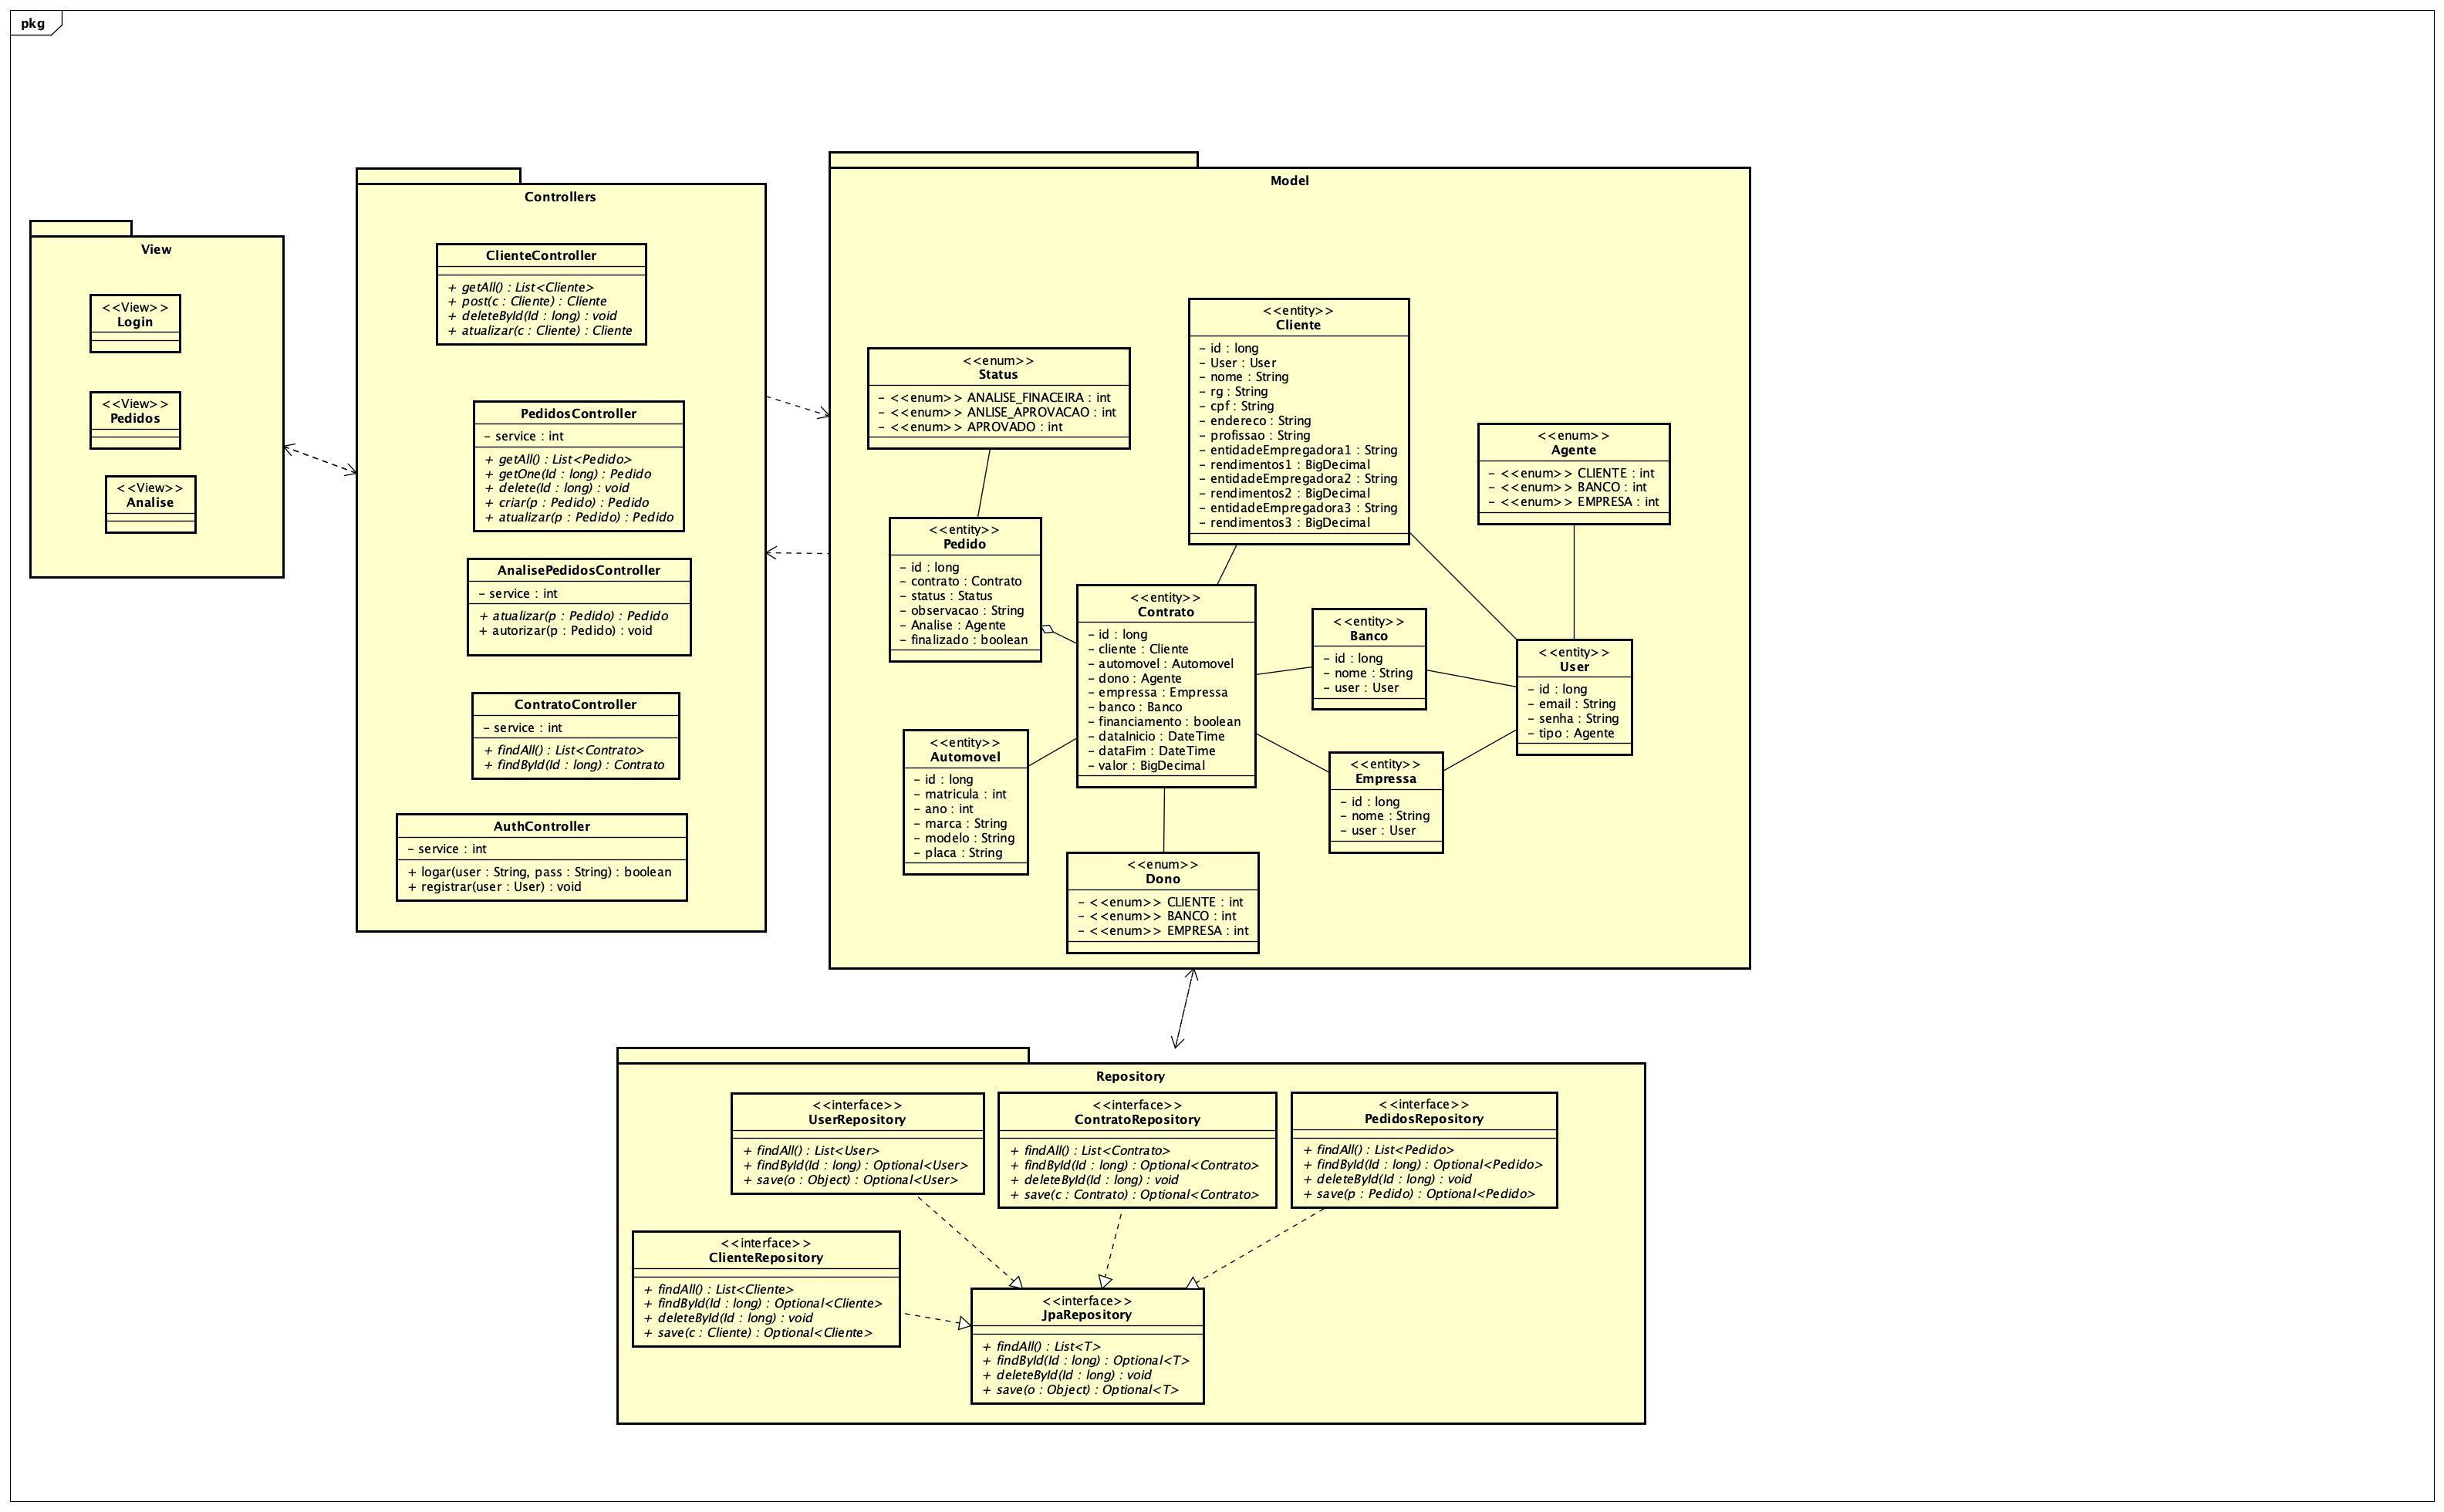 pkg
View
<<View>>
Login
<<View>>
Pedidos
<<View>>
Analise
Controllers
ClienteController
+ getAll() : List<Cliente>
+ post(c : Cliente) : Cliente
+ deleteById(Id : long) : void
+ atualizar(c : Cliente) : Cliente
PedidosController
- service : int
+ getAll() : List<Pedido>
+ getOne(Id : long) : Pedido
+ delete(Id : long) : void
+ criar(p : Pedido) : Pedido
+ atualizar(p : Pedido) : Pedido
AnalisePedidosController
- service : int
+ atualizar(p : Pedido) : Pedido
+ autorizar(p : Pedido) : void
ContratoController
- service : int
+ findAll() : List<Contrato>
+ findById(Id : long) : Contrato
AuthController
- service : int
+ logar(user : String, pass : String) : boolean
+ registrar(user : User) : void
Model
<<enum>>
Status
- <<enum>> ANALISE_FINACEIRA : int
- <<enum>> ANLISE_APROVACAO : int
- <<enum>> APROVADO : int
<<entity>>
Cliente
- id : long
- User : User
- nome : String
- rg : String
- cpf : String
- endereco : String
- profissao : String
- entidadeEmpregadora1 : String
- rendimentos1 : BigDecimal
- entidadeEmpregadora2 : String
- rendimentos2 : BigDecimal
- entidadeEmpregadora3 : String
- rendimentos3 : BigDecimal
<<enum>>
Agente
- <<enum>> CLIENTE : int
- <<enum>> BANCO : int
- <<enum>> EMPRESA : int
<<entity>>
Pedido
- id : long
- contrato : Contrato
- status : Status
- observacao : String
- Analise : Agente
- finalizado : boolean
<<entity>>
Contrato
- id : long
- cliente : Cliente
- automovel : Automovel
- dono : Agente
- empressa : Empressa
- banco : Banco
- financiamento : boolean
- dataInicio : DateTime
- dataFim : DateTime
- valor : BigDecimal
<<entity>>
Banco
- id : long
- nome : String
- user : User
<<entity>>
User
- id : long
- email : String
- senha : String
- tipo : Agente
<<entity>>
Automovel
- id : long
- matricula : int
- ano : int
- marca : String
- modelo : String
- placa : String
<<entity>>
Empressa
- id : long
- nome : String
- user : User
<<enum>>
Dono
- <<enum>> CLIENTE : int
- <<enum>> BANCO : int
- <<enum>> EMPRESA : int
Repository
<<interface>>
UserRepository
+ findAll() : List<User>
+ findById(Id : long) : Optional<User>
+ save(o : Object) : Optional<User>
<<interface>>
ContratoRepository
+ findAll() : List<Contrato>
+ findById(Id : long) : Optional<Contrato>
+ deleteById(Id : long) : void
+ save(c : Contrato) : Optional<Contrato>
<<interface>>
PedidosRepository
+ findAll() : List<Pedido>
+ findById(Id : long) : Optional<Pedido>
+ deleteById(Id : long) : void
+ save(p : Pedido) : Optional<Pedido>
<<interface>>
ClienteRepository
+ findAll() : List<Cliente>
+ findById(Id : long) : Optional<Cliente>
+ deleteById(Id : long) : void
+ save(c : Cliente) : Optional<Cliente>
<<interface>>
JpaRepository
+ findAll() : List<T>
+ findById(Id : long) : Optional<T>
+ deleteById(Id : long) : void
+ save(o : Object) : Optional<T>